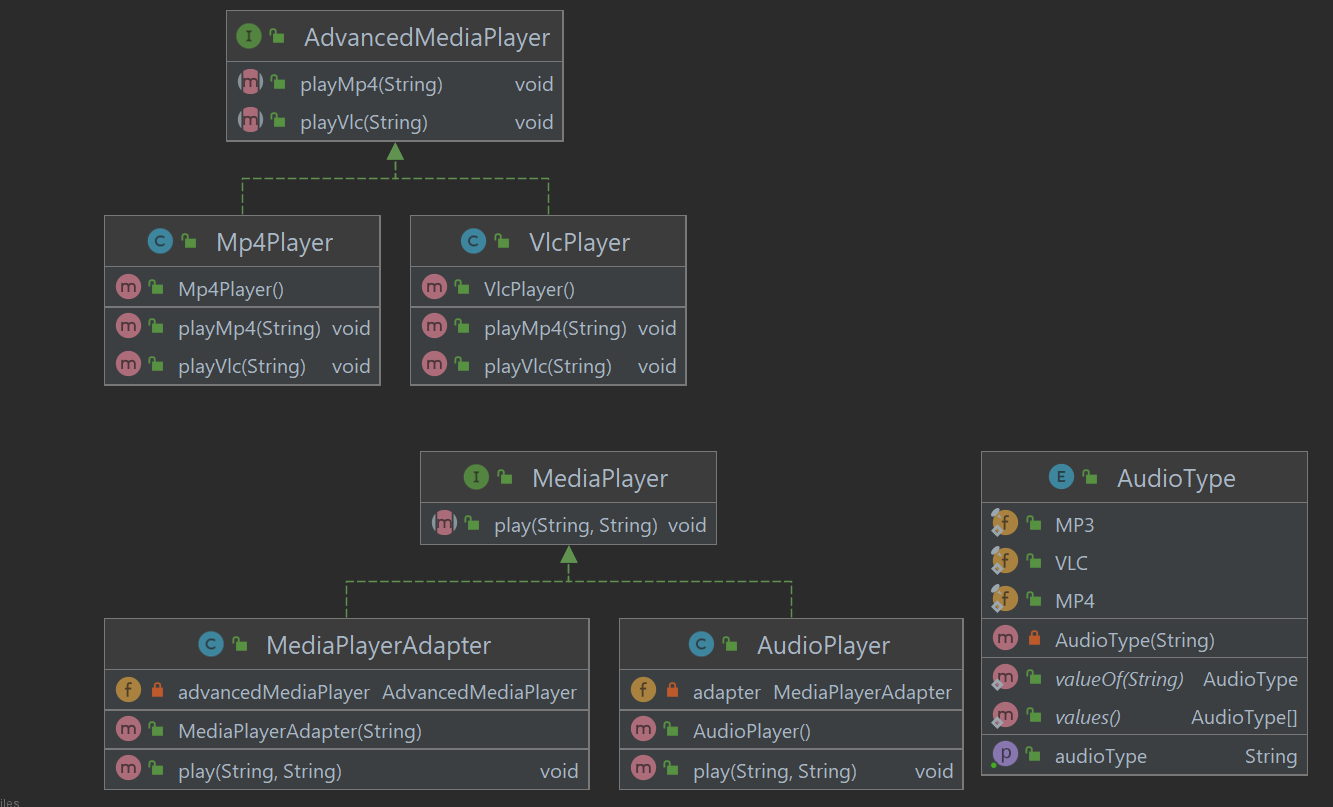 AdvancedMediaPlayer
playMp4(String) void
playVlc(String) void
Mp4Player
Mp4Player()
playMp4(String) void
playVlc(String) void
VlcPlayer
VlcPlayer()
playMp4(String) void
playVlc(String) void
MediaPlayer
play(String, String) void
MediaPlayerAdapter
advancedMediaPlayer AdvancedMediaPlayer
MediaPlayerAdapter(String)
play(String, String) void
AudioPlayer
adapter MediaPlayerAdapter
AudioPlayer()
play(String, String) void
AudioType
MP3
VLC
MP4
AudioType(String)
valueOf(String) AudioType
values() AudioType[]
audioType String